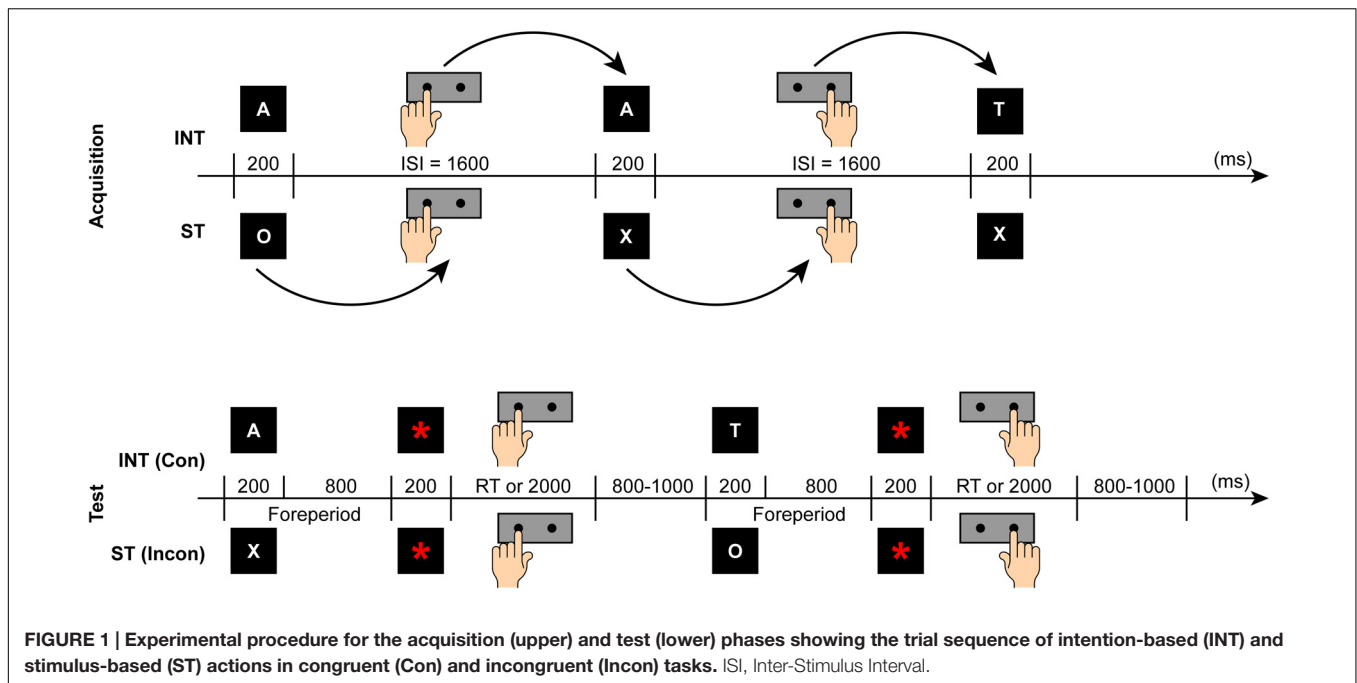 A A T
INT
200 ISI = 1600 200 ISI = 1600 200 (ms)
Acquisition
ST
O X X
A * T *
INT (Con)
200 800 200 RT or 2000 800-1000 200 800 200 RT or 2000 800-1000 (ms)
Test
Foreperiod Foreperiod
ST (Incon)
X * O *
FIGURE 1 | Experimental procedure for the acquisition (upper) and test (lower) phases showing the trial sequence of intention-based (INT) and
stimulus-based (ST) actions in congruent (Con) and incongruent (Incon) tasks. ISI, Inter-Stimulus Interval.